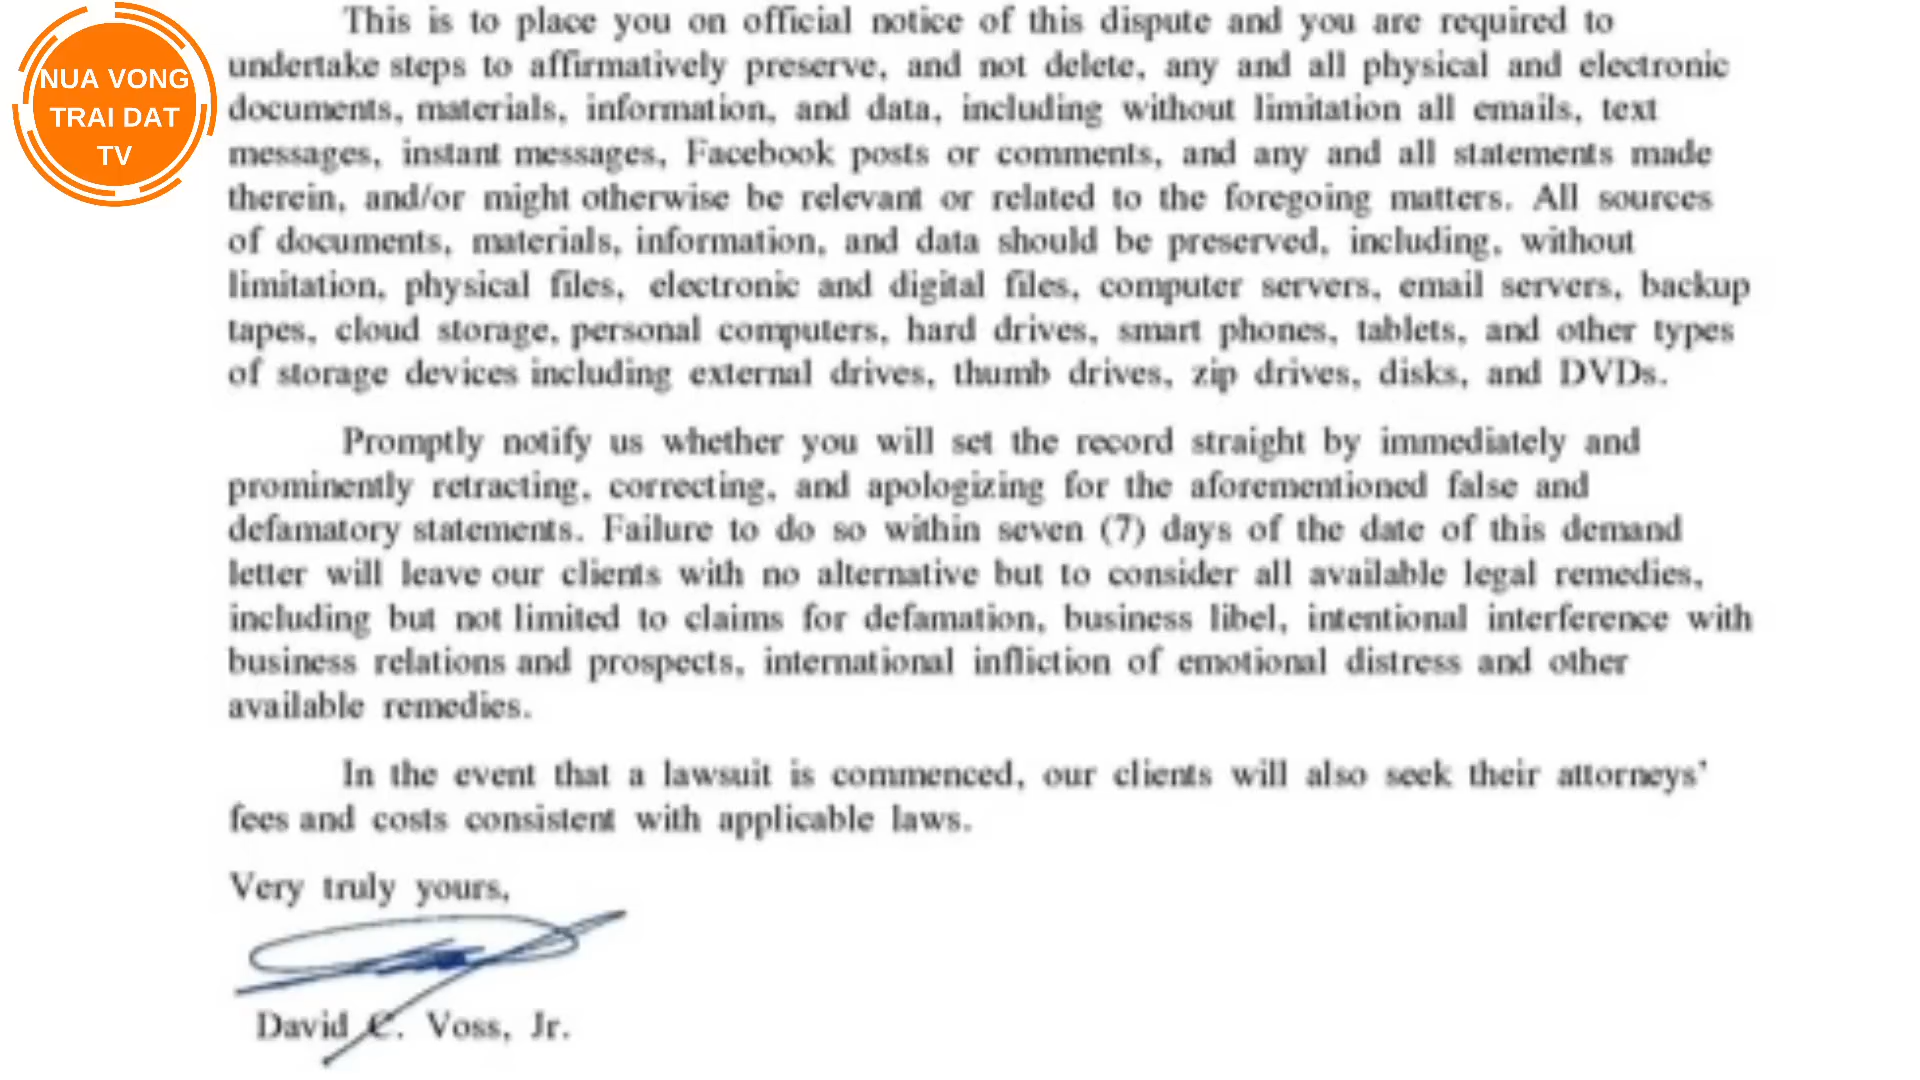 NUA VONG
TRAI DAT
TV
This is to place you on official notice of this dispute and you are required to
undertake steps to affirmatively preserve, and not delete, any and all physical and electronic
documents, materials, information, and data, including without limitation all emails, text
messages, instant messages, Facebook posts or comments, and any and all statements made
therein, and/or might otherwise be relevant or related to the foregoing matters. All sources
of documents, materials, information, and data should be preserved, including, without
limitation, physical files, electronic and digital files, computer servers, email servers, backup
tapes, cloud storage, personal computers, hard drives, smart phones, tablets, and other types
of storage devices including external drives, thumb drives, zip drives, disks, and DVDs.
Promptly notify us whether you will set the record straight by immediately and
prominently retracting, correcting, and apologizing for the aforementioned false and
defamatory statements. Failure to do so within seven (7) days of the date of this demand
letter will leave our clients with no alternative but to consider all available legal remedies,
including but not limited to claims for defamation, business libel, intentional interference with
business relations and prospects, international infliction of emotional distress and other
available remedies.
In the event that a lawsuit is commenced, our clients will also seek their attorneys'
fees and costs consistent with applicable laws.
Very truly yours,
David C. Voss, Jr.